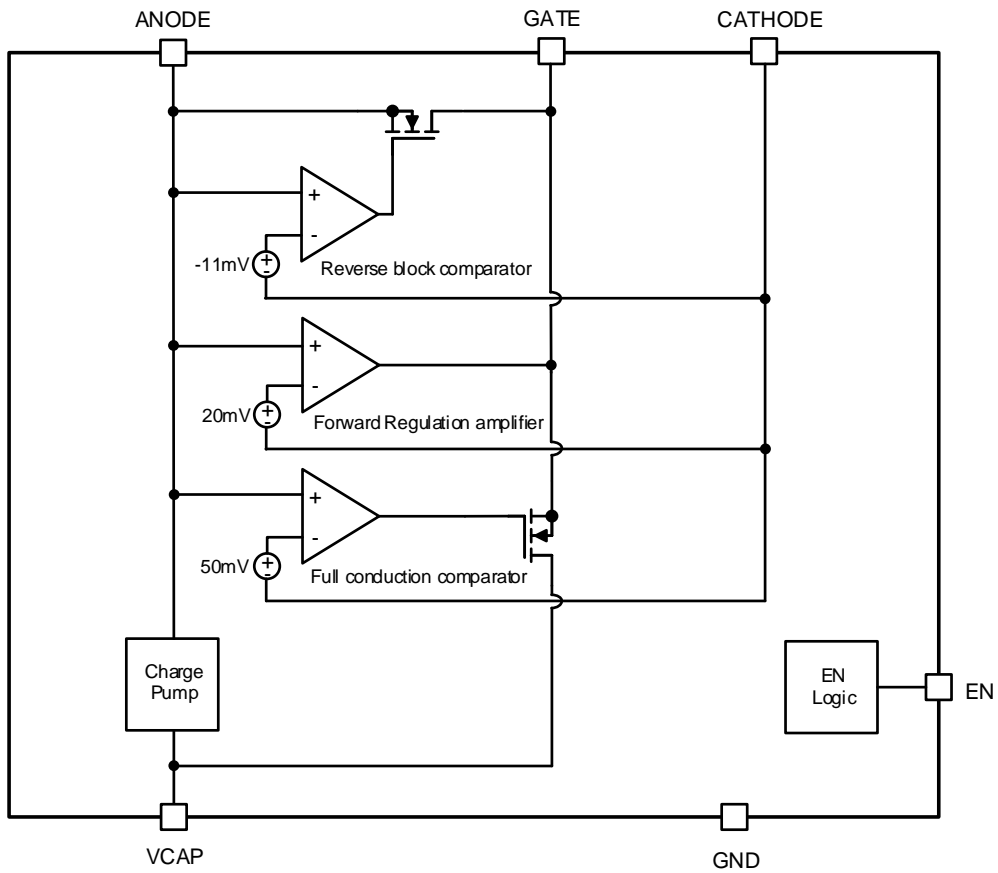 ANODE
GATE
CATHODE
+
-
-11mV
+
-
Reverse block comparator
+
-
20mV
+
-
Forward Regulation amplifier
+
-
50mV
+
-
Full conduction comparator
Charge
Pump
EN
Logic
EN
VCAP
GND